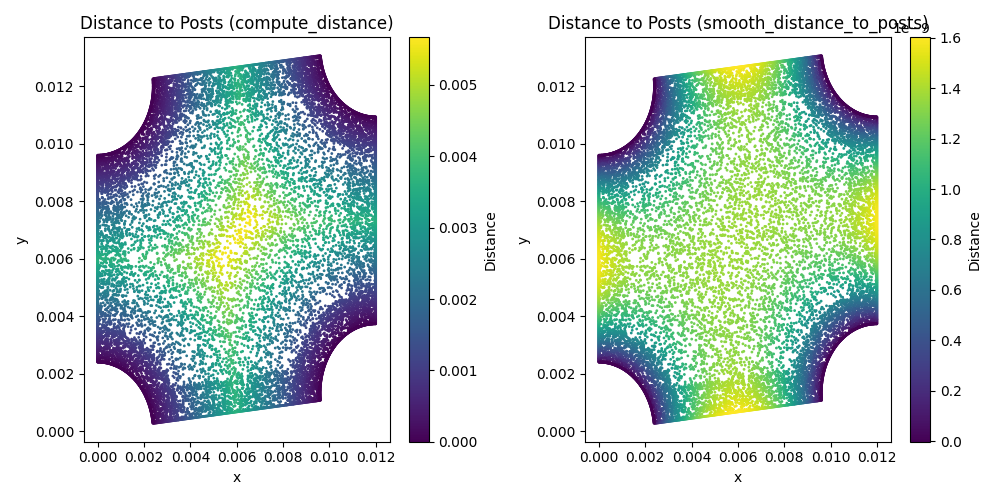 Distance to Posts (compute_distance)
0.012
0.010
0.008
0.006
0.004
0.002
0.000
y
0.000 0.002 0.004 0.006 0.008 0.010 0.012
x
0.005
0.004
0.003
0.002
0.001
0.000
Distance
Distance to Posts (smooth_distance_to_posts)
1e−9
0.012
0.010
0.008
0.006
0.004
0.002
0.000
y
0.000 0.002 0.004 0.006 0.008 0.010 0.012
x
1.6
1.4
1.2
1.0
0.8
0.6
0.4
0.2
0.0
Distance